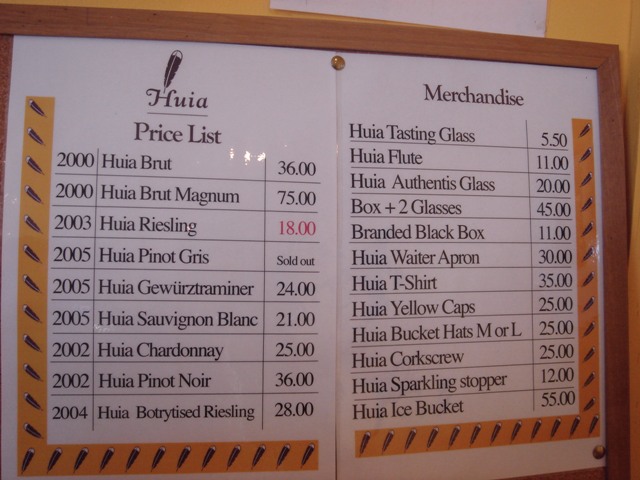 Huia
Price List
2000 Huia Brut 36.00
2000 Huia Brut Magnum 75.00
2003 Huia Riesling 18.00
2005 Huia Pinot Gris Sold out
2005 Huia Gewürztraminer 24.00
2005 Huia Sauvignon Blanc 21.00
2002 Huia Chardonnay 25.00
2002 Huia Pinot Noir 36.00
2004 Huia Botrytised Riesling 28.00
Merchandise
Huia Tasting Glass 5.50
Huia Flute 11.00
Huia Authentis Glass 20.00
Box + 2 Glasses 45.00
Branded Black Box 11.00
Huia Waiter Apron 30.00
Huia T-Shirt 35.00
Huia Yellow Caps 25.00
Huia Bucket Hats M or L 25.00
Huia Corkscrew 25.00
Huia Sparkling stopper 12.00
Huia Ice Bucket 55.00